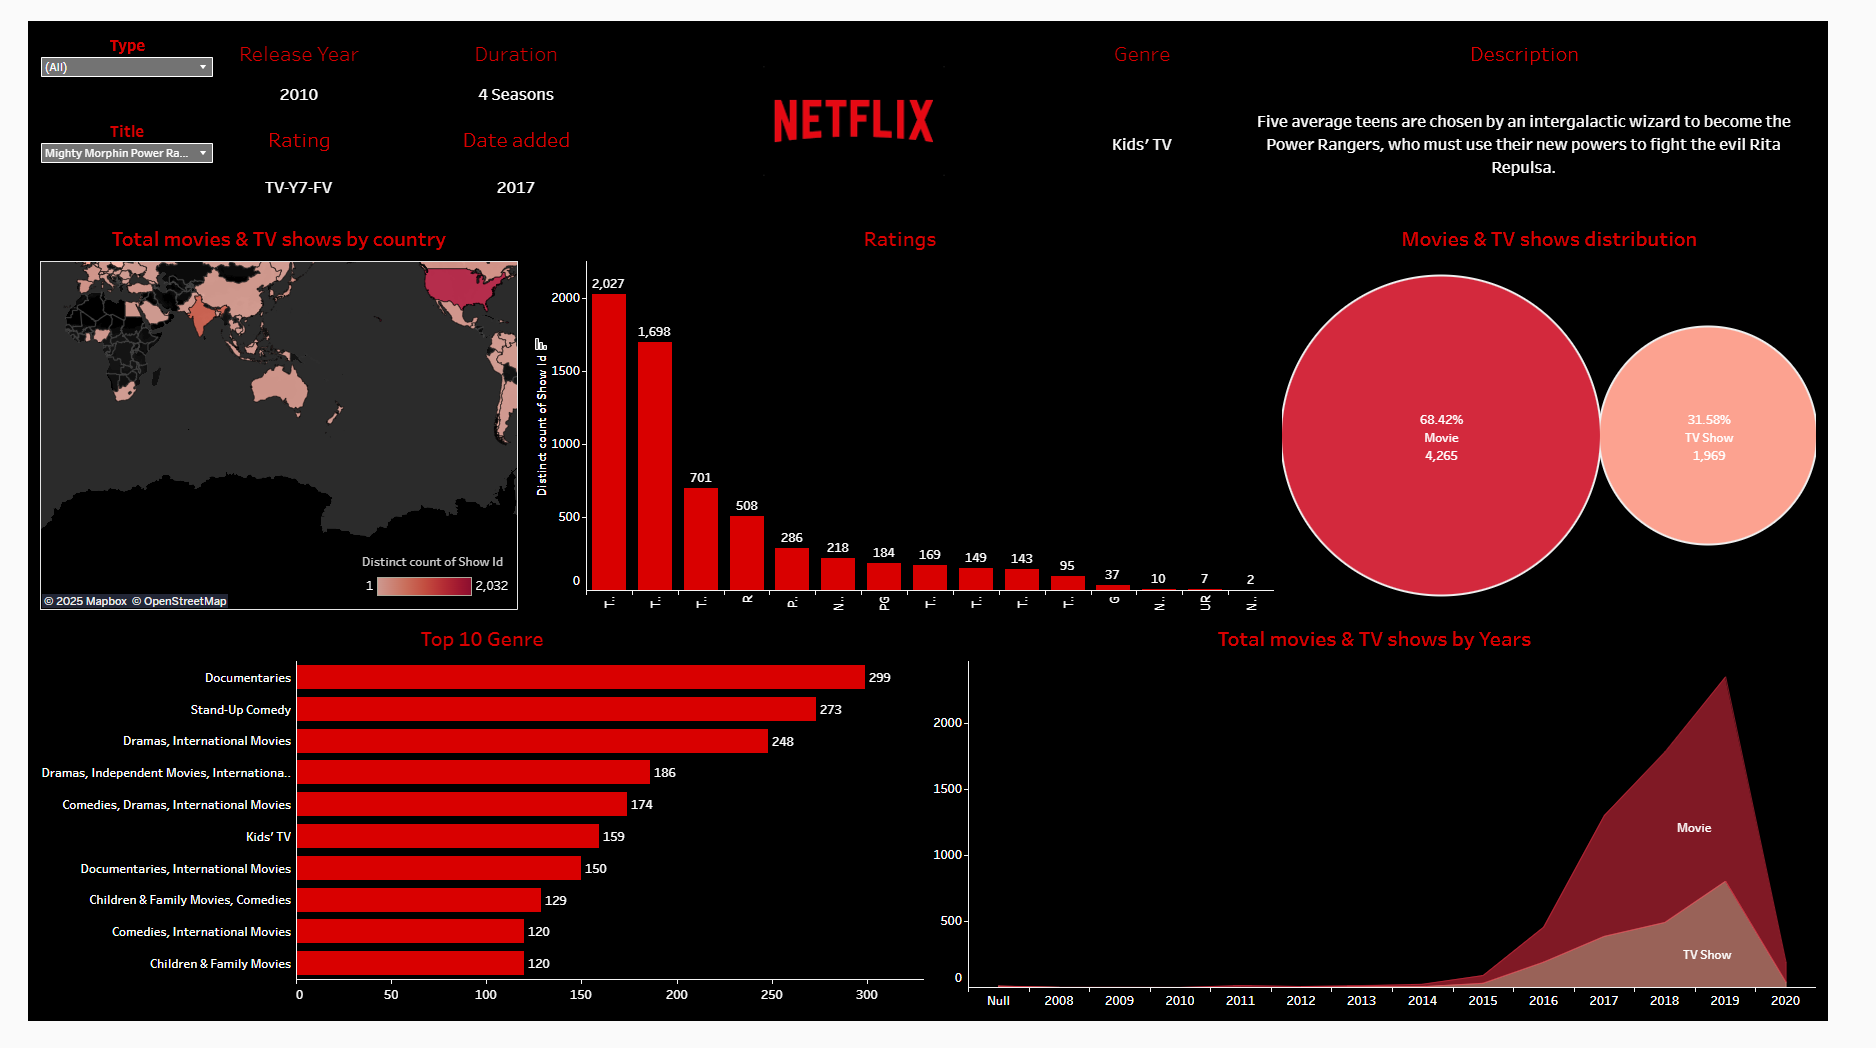 Type
(All)
Release Year
2010
Duration
4 Seasons
Title
Mighty Morphin Power Ra...
Rating
TV-Y7-FV
Date added
2017
NETFLIX
Genre
Kids’ TV
Description
Five average teens are chosen by an intergalactic wizard to become the
Power Rangers, who must use their new powers to fight the evil Rita
Repulsa.
Total movies & TV shows by country
Distinct count of Show Id
1
2,032
© 2025 Mapbox © OpenStreetMap
Ratings
Distinct count of Show Id
2000
1500
1000
500
0
2,027
1,698
701
508
286
218
184
169
149
143
95
37
10
7
2
T..
T..
T..
R
P..
N..
PG
T..
T..
T..
T..
G
N..
UR
N..
Movies & TV shows distribution
68.42%
Movie
4,265
31.58%
TV Show
1,969
Top 10 Genre
Documentaries 299
Stand-Up Comedy 273
Dramas, International Movies 248
Dramas, Independent Movies, Internationa.. 186
Comedies, Dramas, International Movies 174
Kids’ TV 159
Documentaries, International Movies 150
Children & Family Movies, Comedies 129
Comedies, International Movies 120
Children & Family Movies 120
0 50 100 150 200 250 300
Total movies & TV shows by Years
2000
1500
1000
500
0
Movie
TV Show
Null 2008 2009 2010 2011 2012 2013 2014 2015 2016 2017 2018 2019 2020